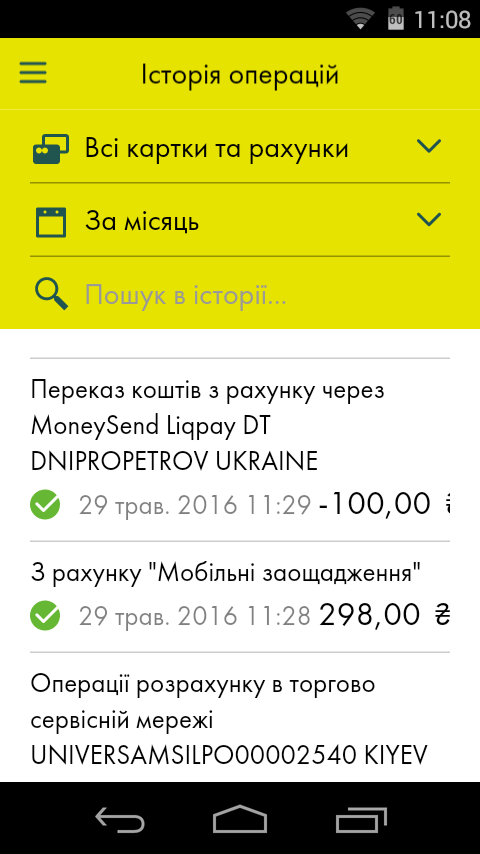 60 11:08
Історія операцій
Всі картки та рахунки
За місяць
Пошук в історії...
Переказ коштів з рахунку через
MoneySend Liqpay DT
DNIPROPETROV UKRAINE
29 трав. 2016 11:29 -100,00 ₴
З рахунку "Мобільні заощадження"
29 трав. 2016 11:28 298,00 ₴
Операції розрахунку в торгово
сервісній мережі
UNIVERSAMSILPO00002540 KIYEV